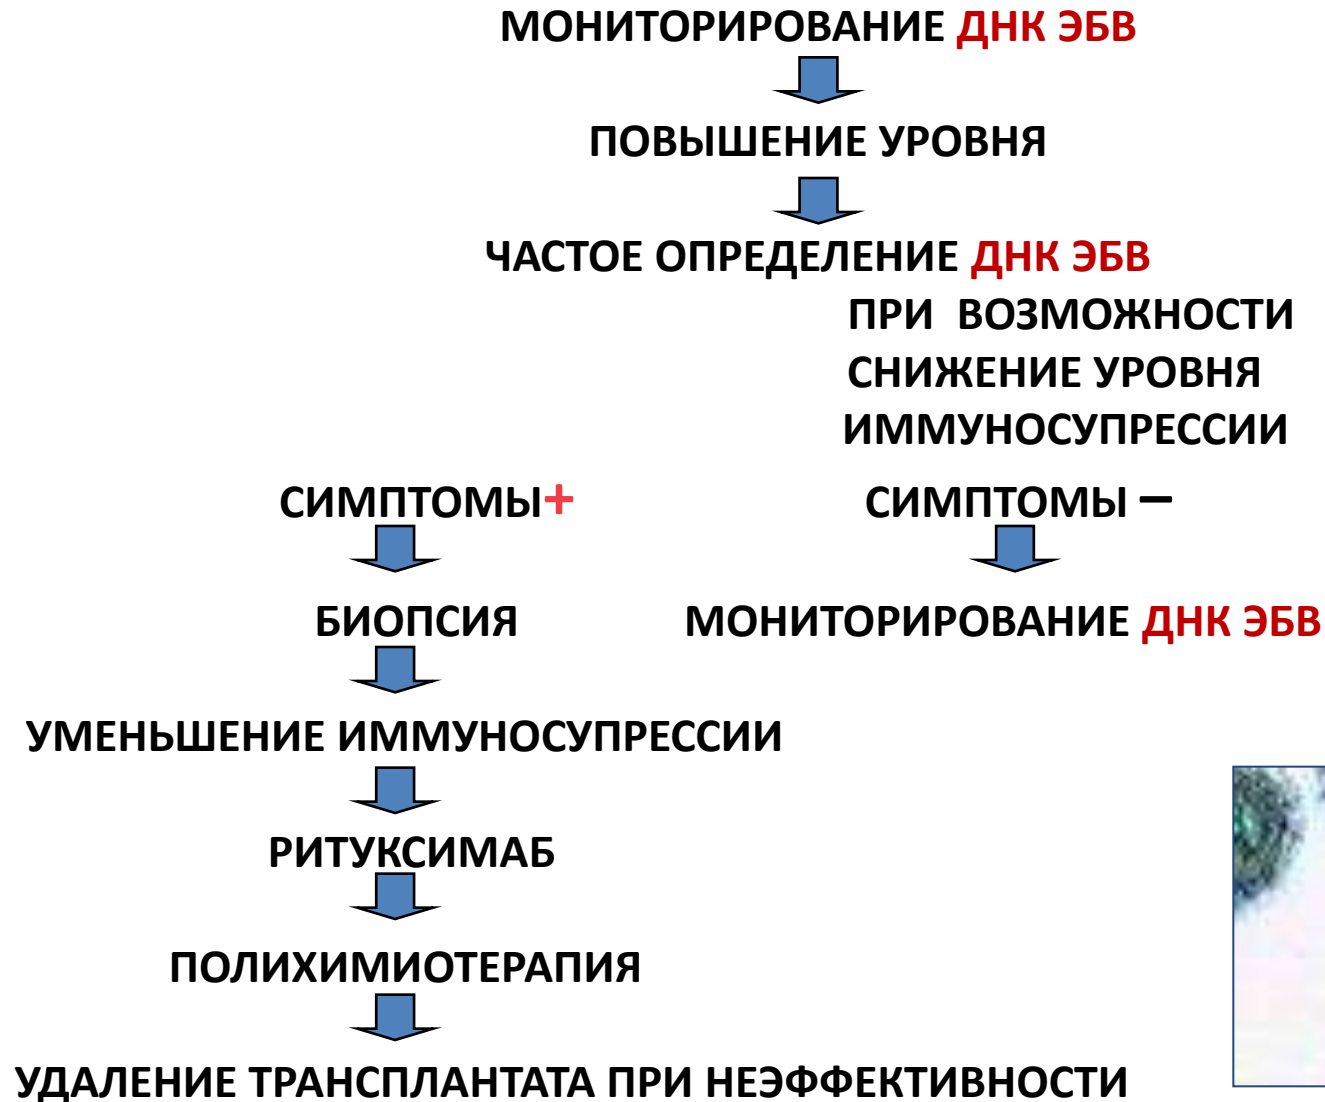 МОНИТОРИРОВАНИЕ ДНК ЭБВ
ПОВЫШЕНИЕ УРОВНЯ
ЧАСТОЕ ОПРЕДЕЛЕНИЕ ДНК ЭБВ
ПРИ ВОЗМОЖНОСТИ
СНИЖЕНИЕ УРОВНЯ
ИММУНОСУПРЕССИИ
СИМПТОМЫ+
СИМПТОМЫ –
БИОПСИЯ
МОНИТОРИРОВАНИЕ ДНК ЭБВ
УМЕНЬШЕНИЕ ИММУНОСУПРЕССИИ
РИТУКСИМАБ
ПОЛИХИМИОТЕРАПИЯ
УДАЛЕНИЕ ТРАНСПЛАНТАТА ПРИ НЕЭФФЕКТИВНОСТИ